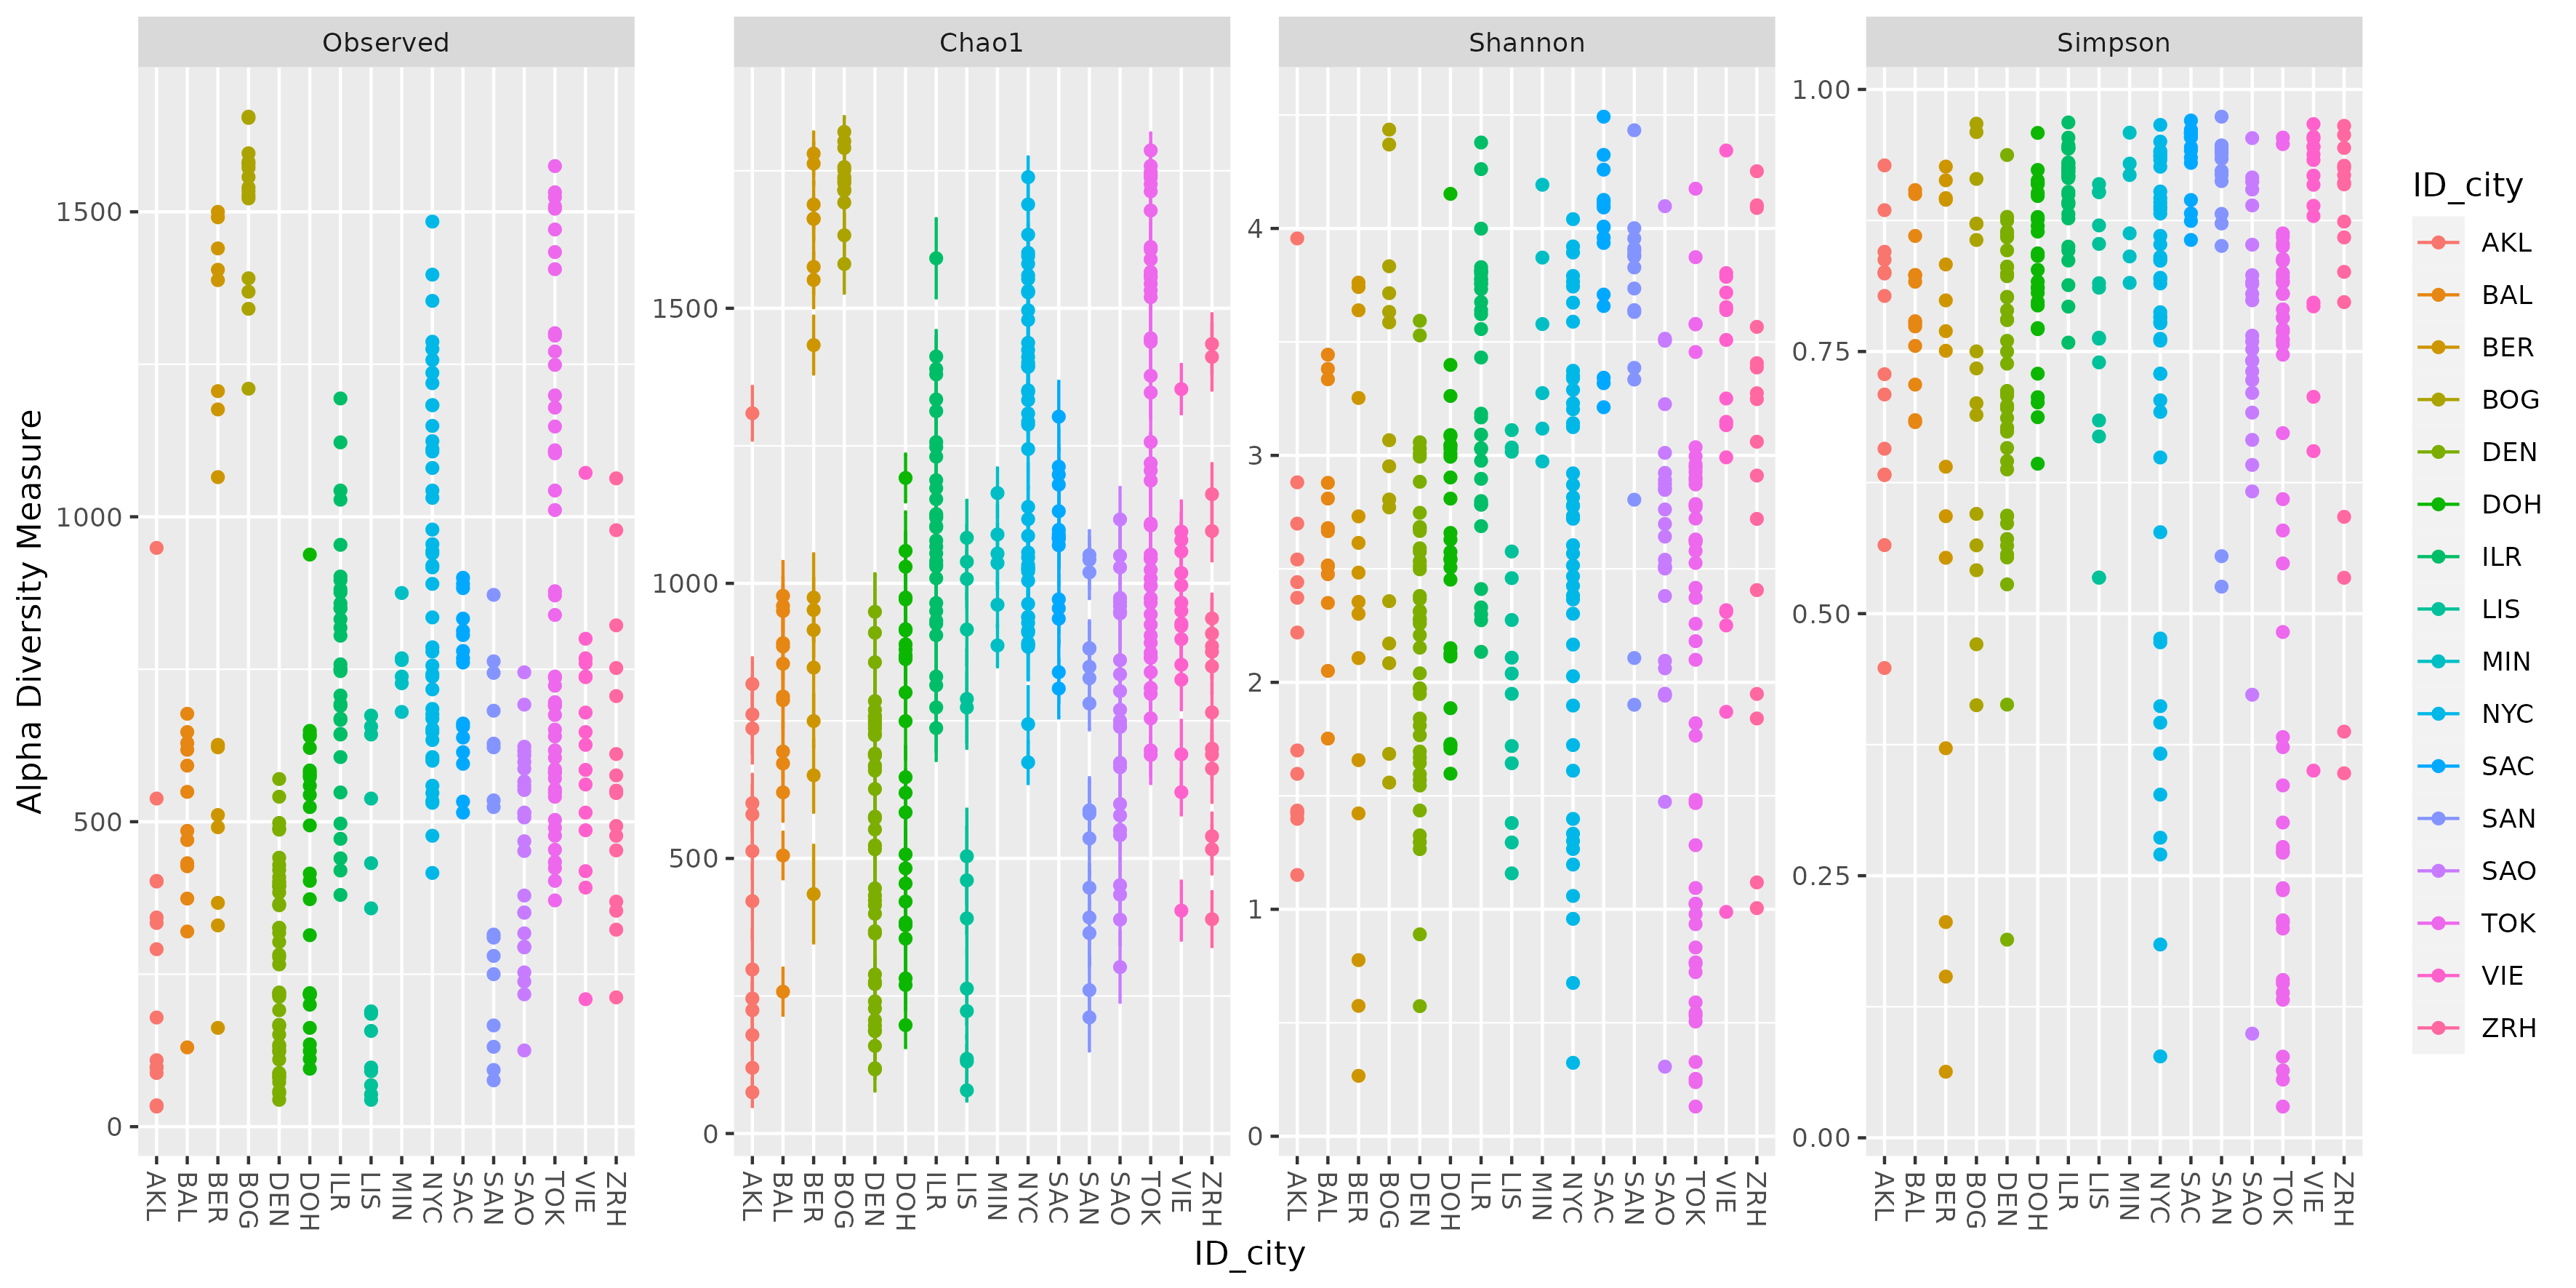 Observed
Chao1
Shannon
Simpson
Alpha Diversity Measure
1500
1000
500
0
1500
1000
500
0
4
3
2
1
0
1.00
0.75
0.50
0.25
0.00
AKL BAL BER BOG DEN DOH ILR LIS MIN NYC SAC SAN SAO TOK VIE ZRH
AKL BAL BER BOG DEN DOH ILR LIS MIN NYC SAC SAN SAO TOK VIE ZRH
AKL BAL BER BOG DEN DOH ILR LIS MIN NYC SAC SAN SAO TOK VIE ZRH
AKL BAL BER BOG DEN DOH ILR LIS MIN NYC SAC SAN SAO TOK VIE ZRH
ID_city
ID_city
AKL
BAL
BER
BOG
DEN
DOH
ILR
LIS
MIN
NYC
SAC
SAN
SAO
TOK
VIE
ZRH